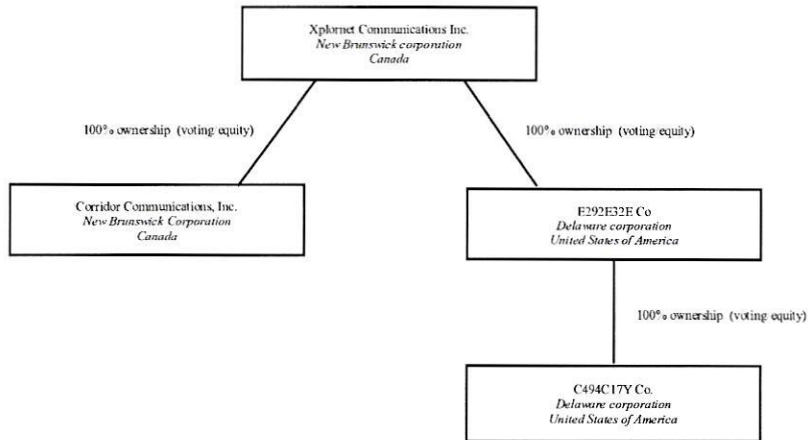 Xplornet Communications Inc.
New Brunswick corporation
Canada
100% ownership (voting equity)
100% ownership (voting equity)
Corridor Communications, Inc.
New Brunswick Corporation
Canada
E292E32E Co
Delaware corporation
United States of America
100% ownership (voting equity)
C494C17Y Co.
Delaware corporation
United States of America